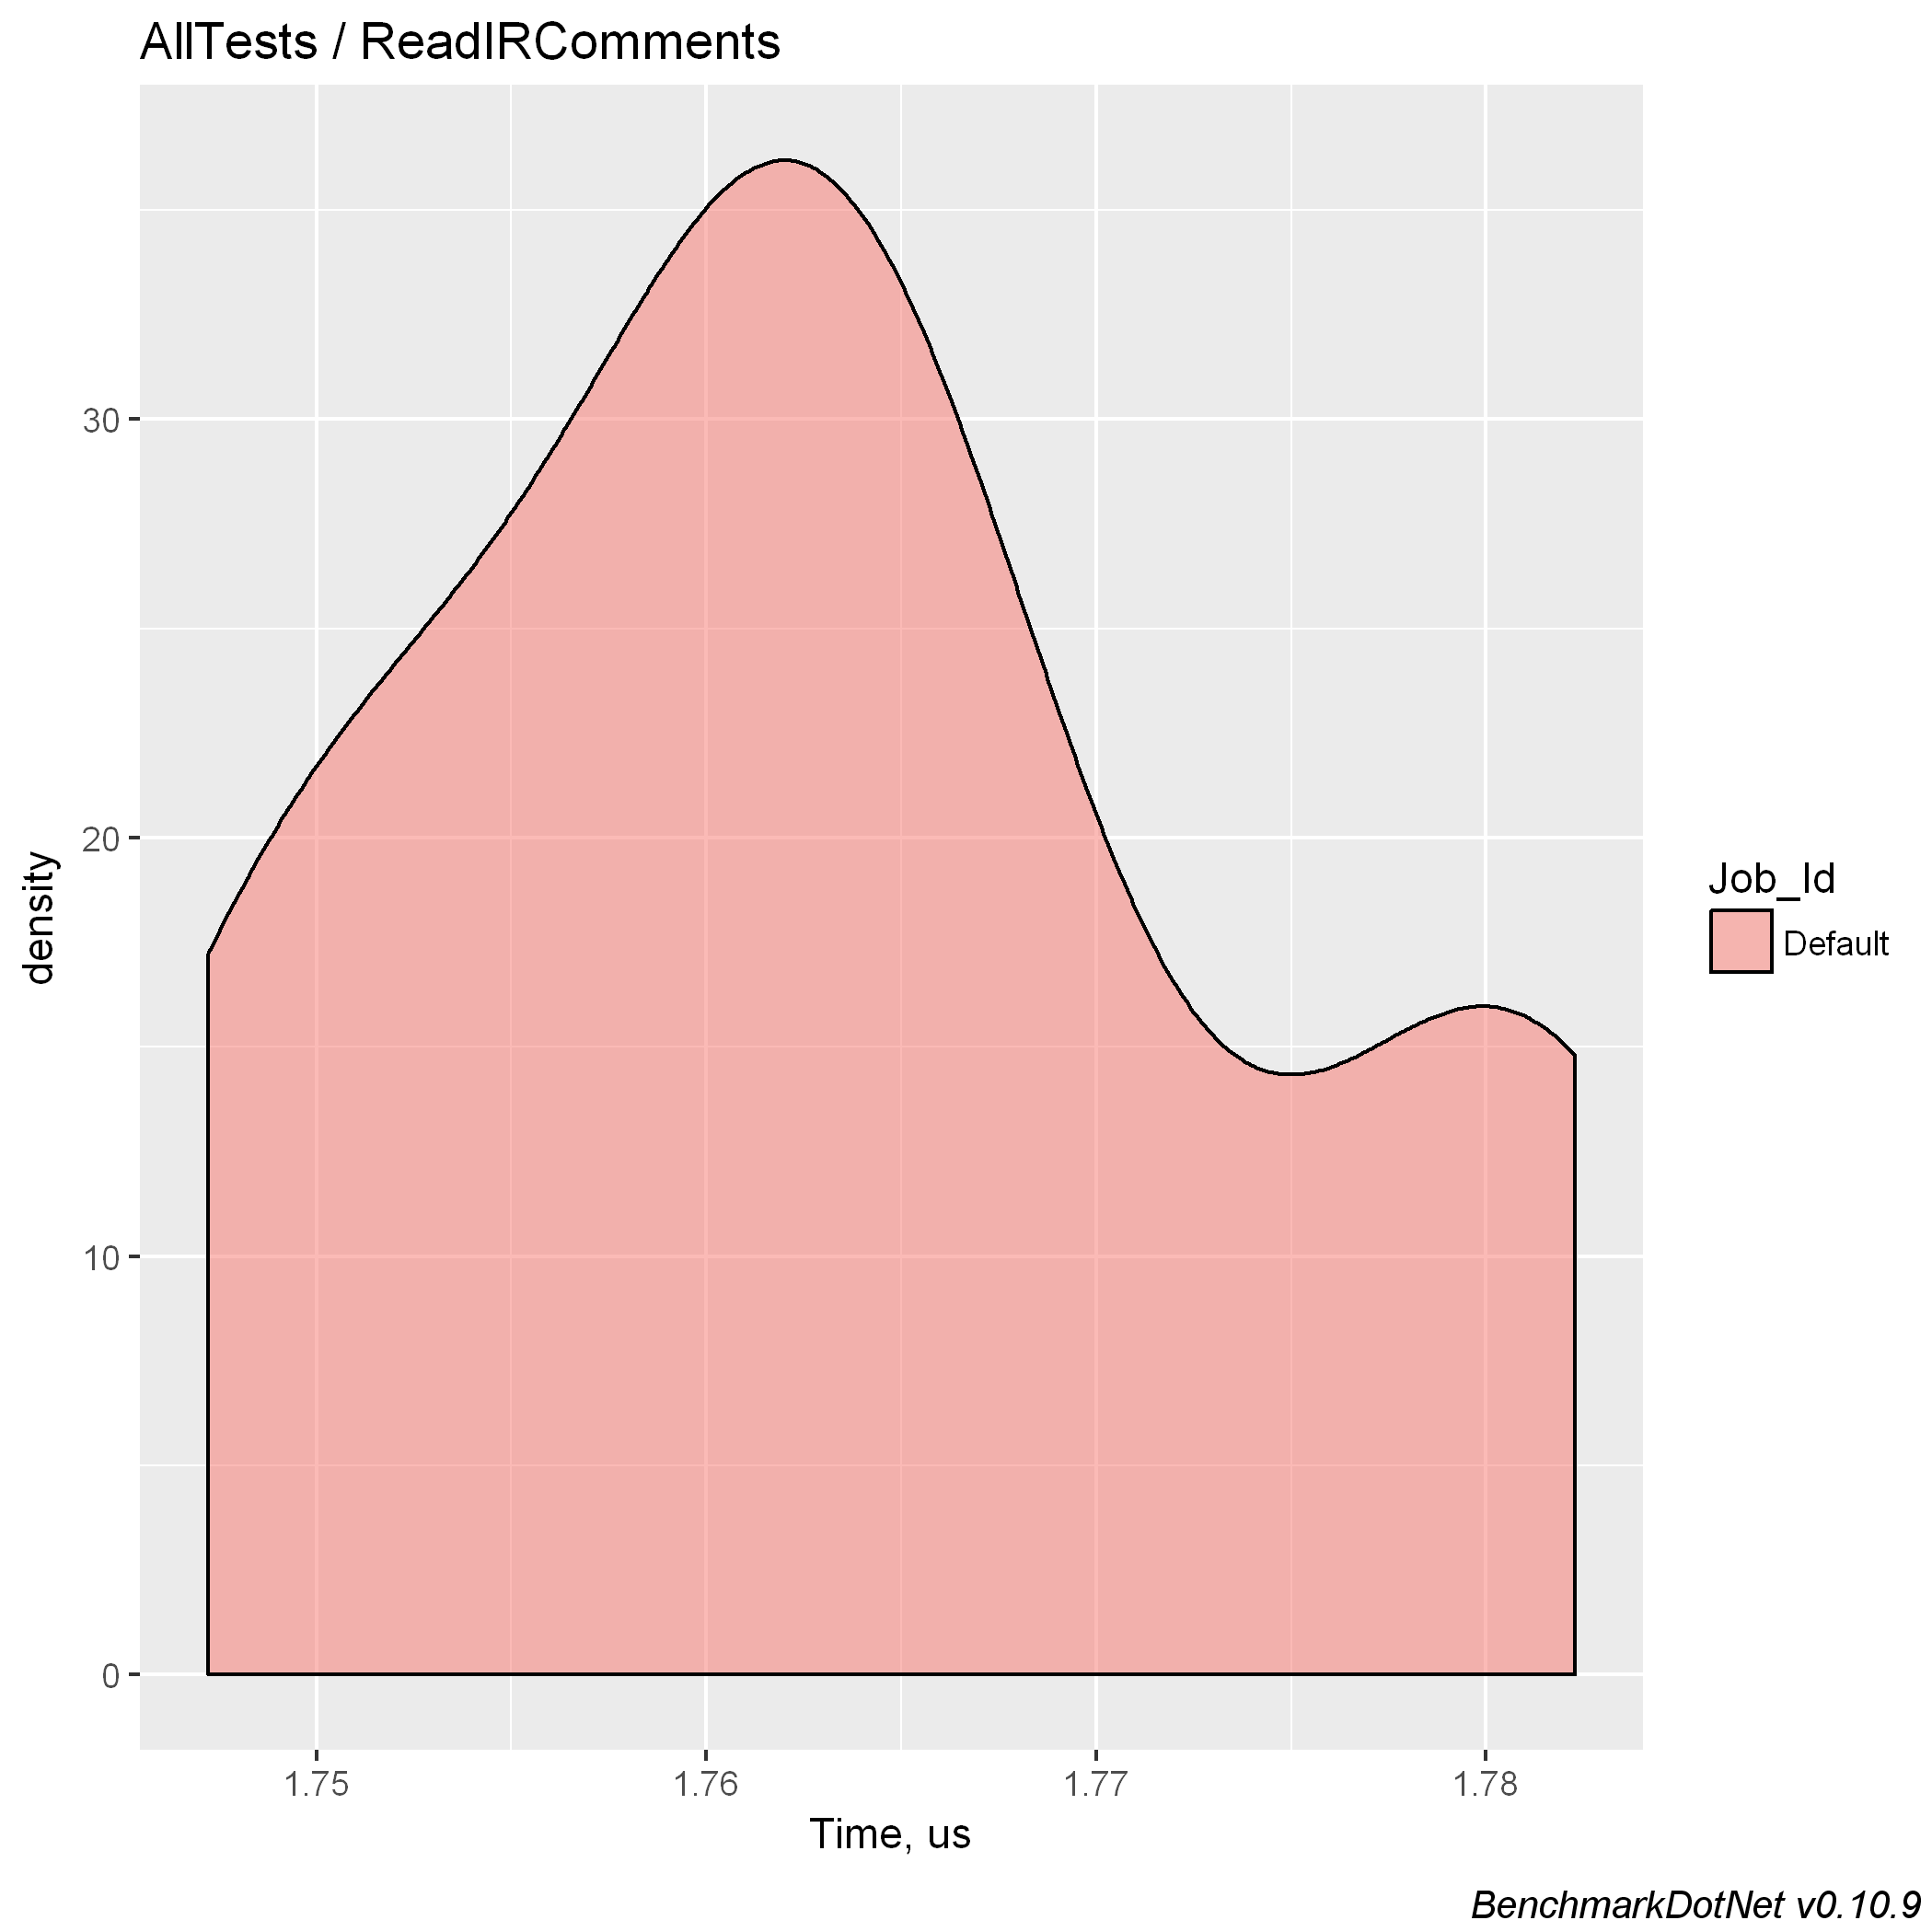 AllTests / ReadIRComments
30
20
10
0
density
1.75
1.76
1.77
1.78
Time, us
Job_Id
Default
BenchmarkDotNet v0.10.9